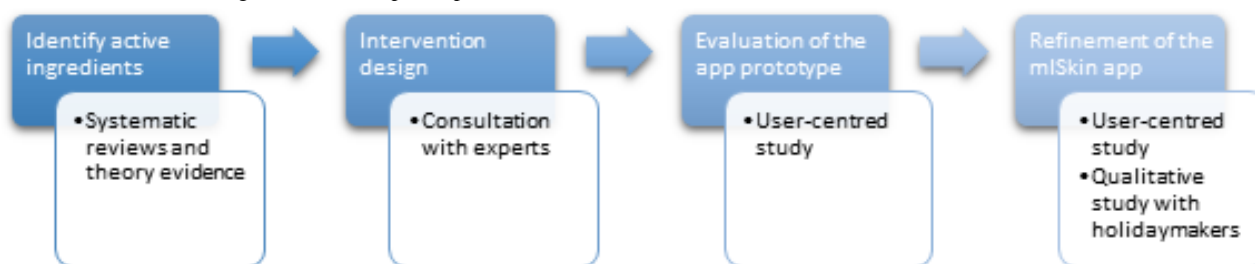 Identify active
ingredients
•Systematic
reviews and
theory evidence
Intervention
design
•Consultation
with experts
Evaluation of the
app prototype
•User-centred
study
Refinement of the
mISkin app
•User-centred
study
•Qualitative
study with
holidaymakers